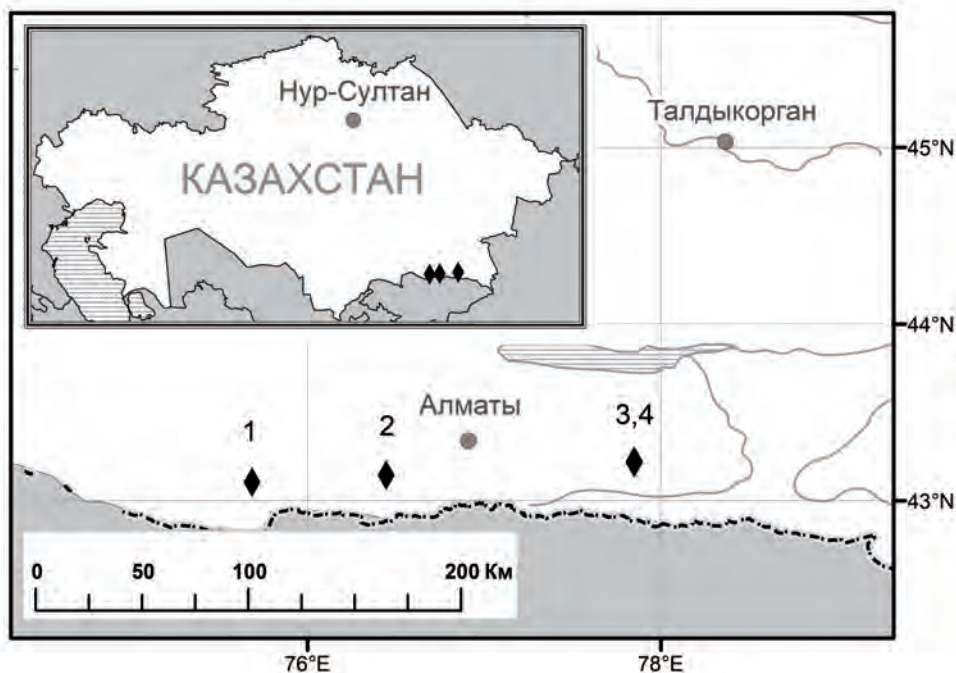 Нур-Султан
КАЗАХСТАН
Талдыкорган
45°N
44°N
Алматы
1
2
3,4
43°N
0 50 100 200 Км
76°E 78°E